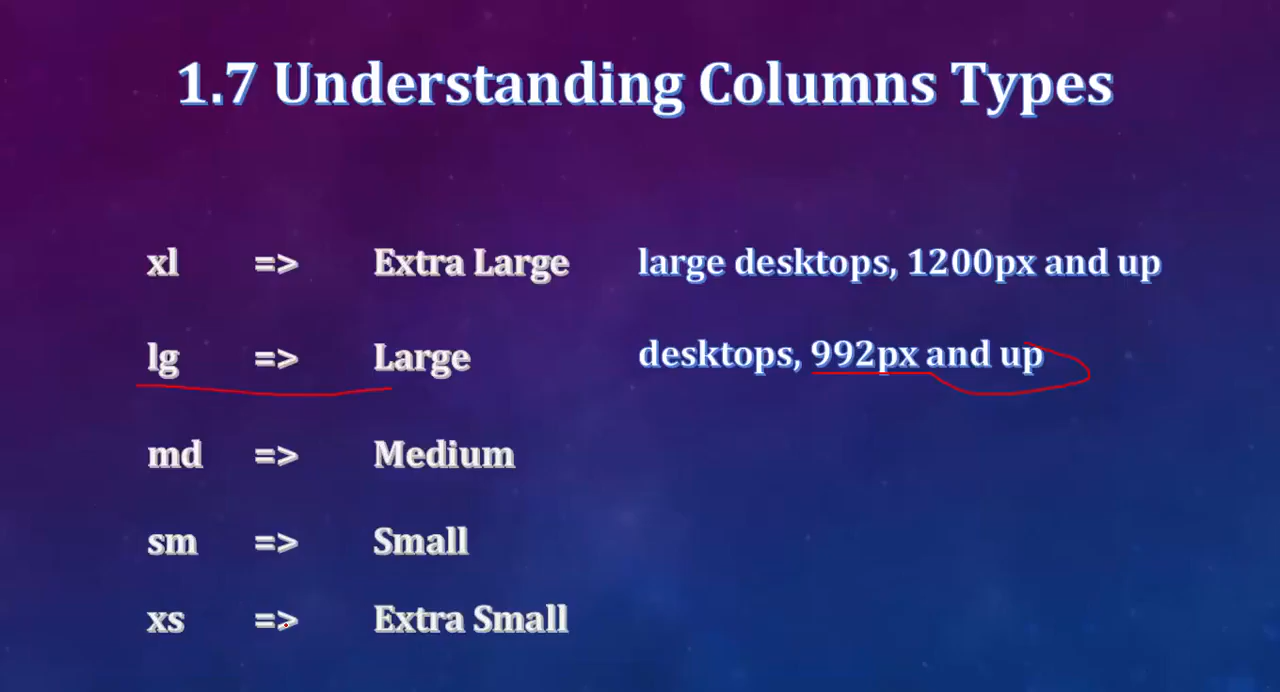 1.7 Understanding Columns Types
xl => Extra Large large desktops, 1200px and up
lg => Large desktops, 992px and up
md => Medium
sm => Small
xs => Extra Small